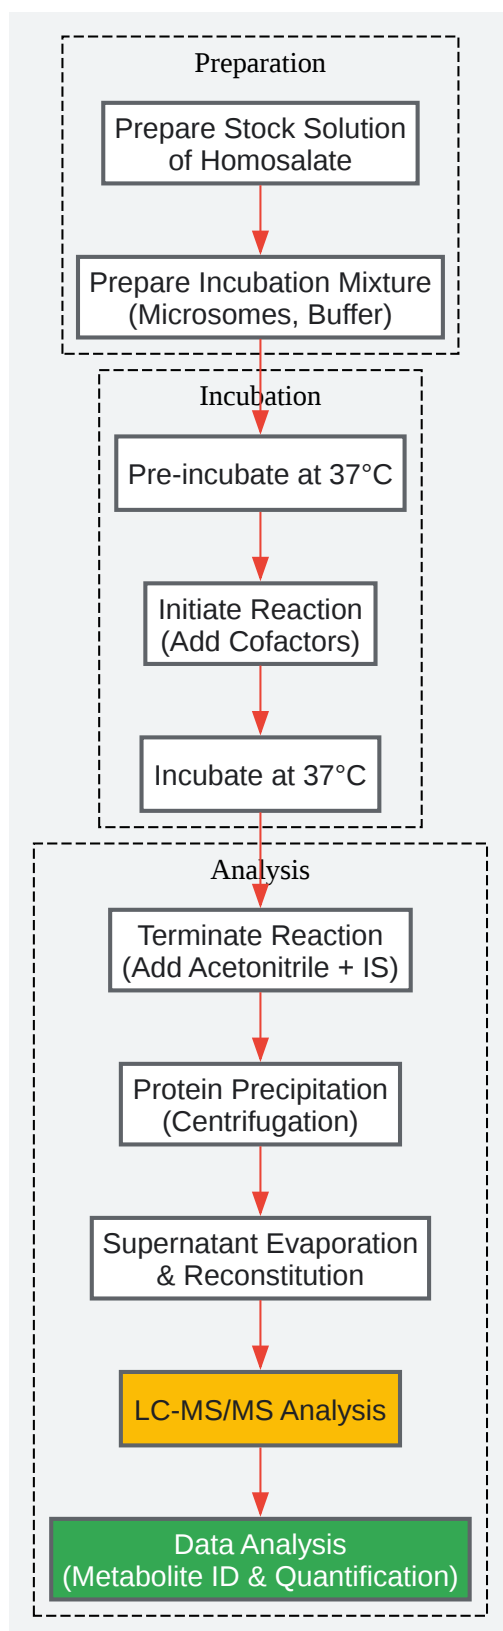 Preparation
Prepare Stock Solution
of Homosalate
Prepare Incubation Mixture
(Microsomes, Buffer)
Incubation
Pre-incubate at 37°C
Initiate Reaction
(Add Cofactors)
Incubate at 37°C
Analysis
Terminate Reaction
(Add Acetonitrile + IS)
Protein Precipitation
(Centrifugation)
Supernatant Evaporation
& Reconstitution
LC-MS/MS Analysis
Data Analysis
(Metabolite ID & Quantification)